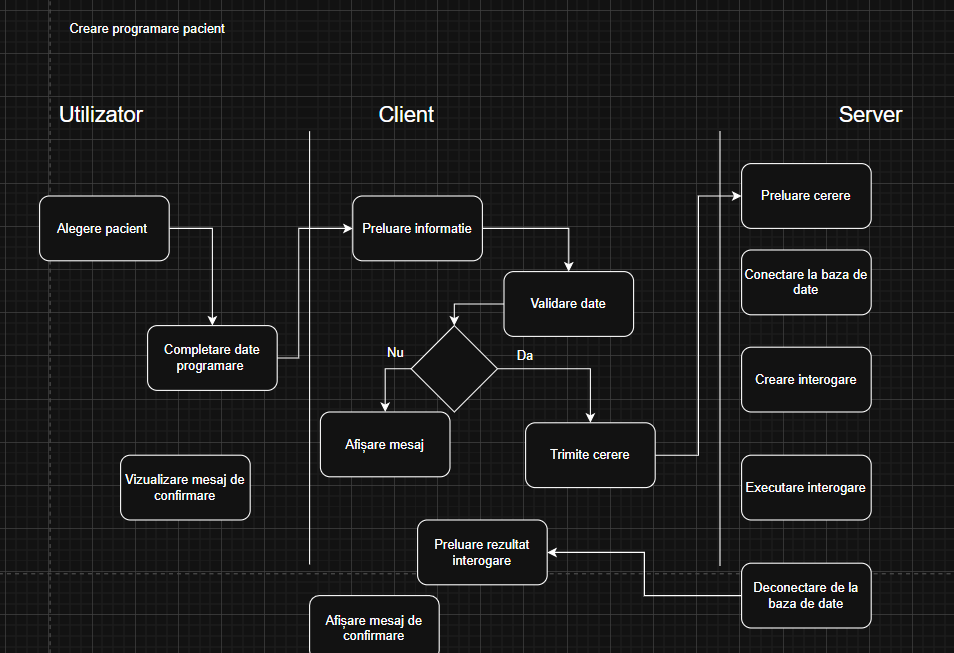 Creare programare pacient
Utilizator
Client
Server
Alegere pacient
Completare date
programare
Vizualizare mesaj de
confirmare
Preluare informatie
Validare date
Nu
Da
Afișare mesaj
Trimite cerere
Preluare rezultat
interogare
Afișare mesaj de
confirmare
Preluare cerere
Conectare la baza de
date
Creare interogare
Executare interogare
Deconectare de la
baza de date